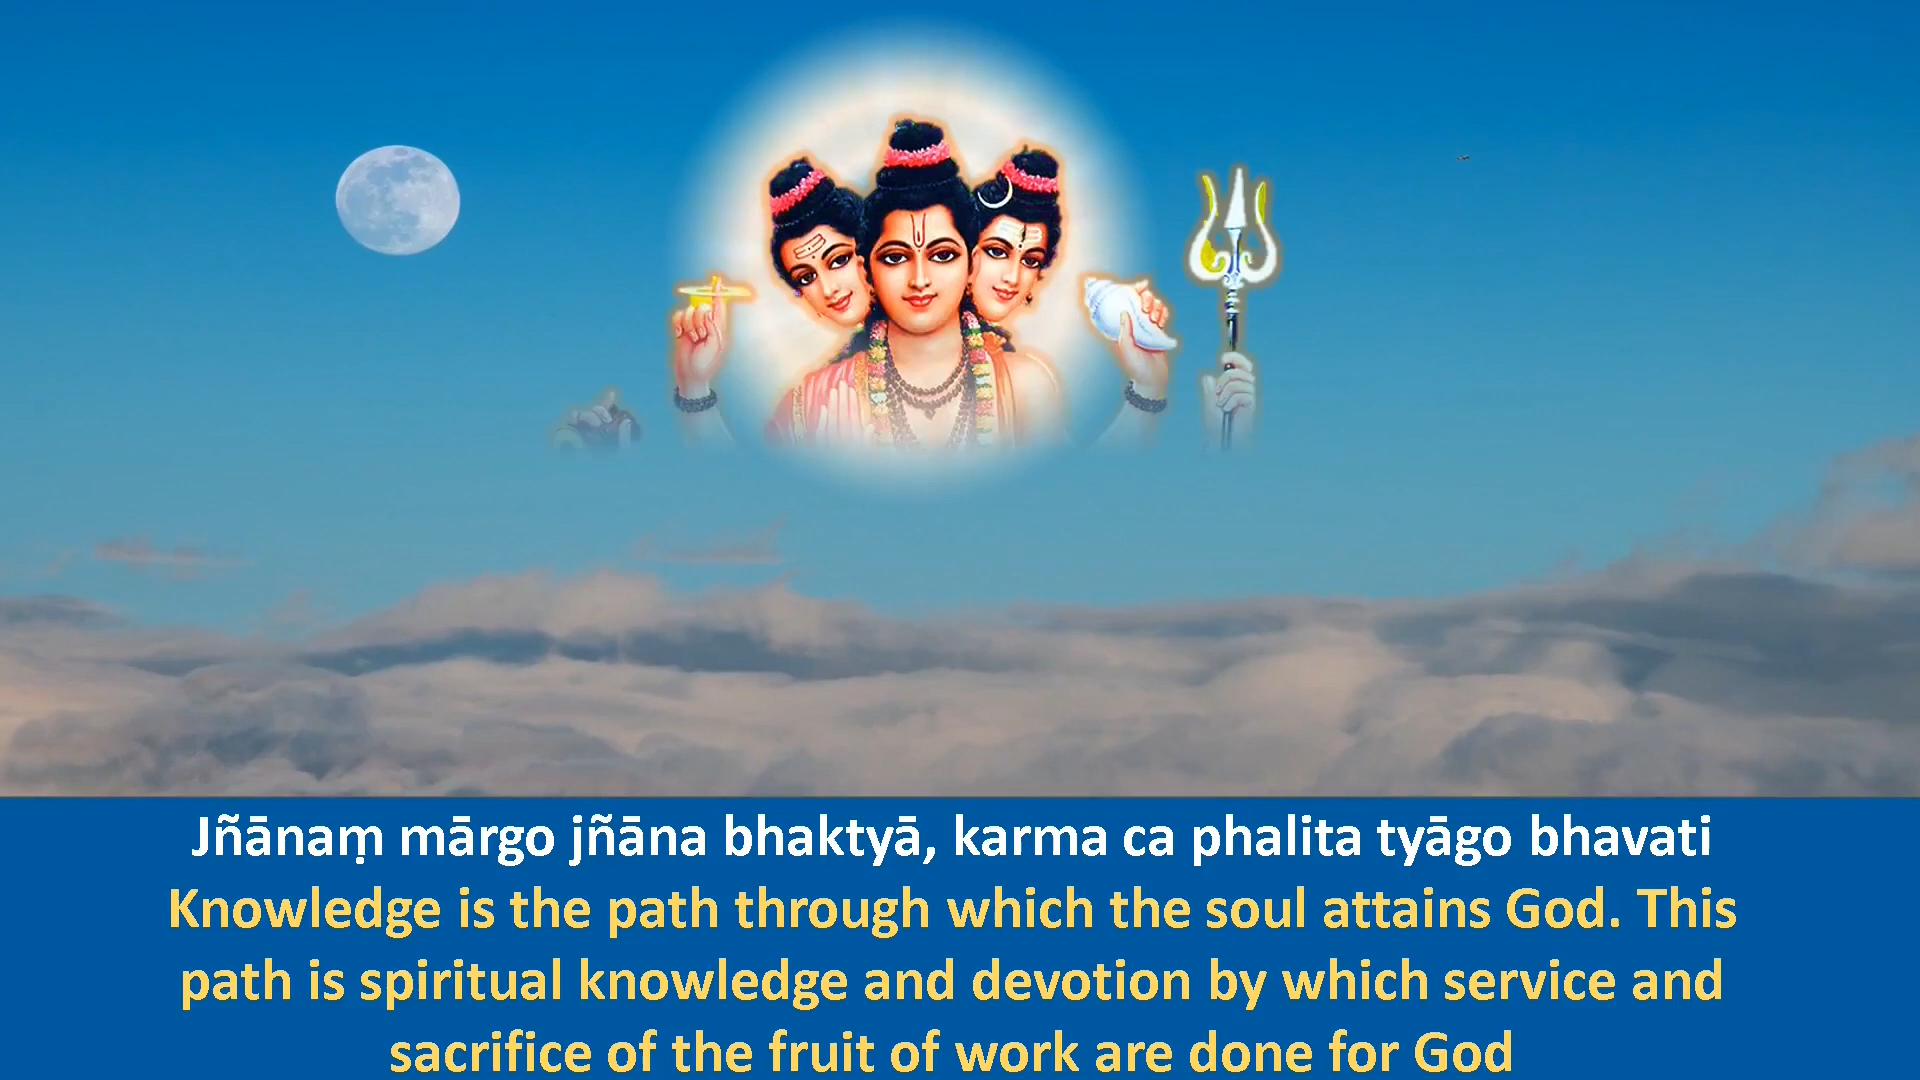 Jñānaṃ mārgo jñāna bhaktyā, karma ca phalita tyāgo bhavati
Knowledge is the path through which the soul attains God. This
path is spiritual knowledge and devotion by which service and
sacrifice of the fruit of work are done for God